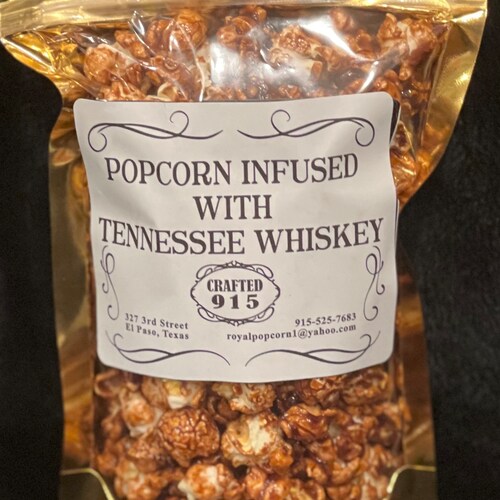 POPCORN INFUSED
WITH
TENNESSEE WHISKEY
CRAFTED
915
327 3rd Street
El Paso, Texas
915-525-7683
royalpopcorn1@yahoo.com